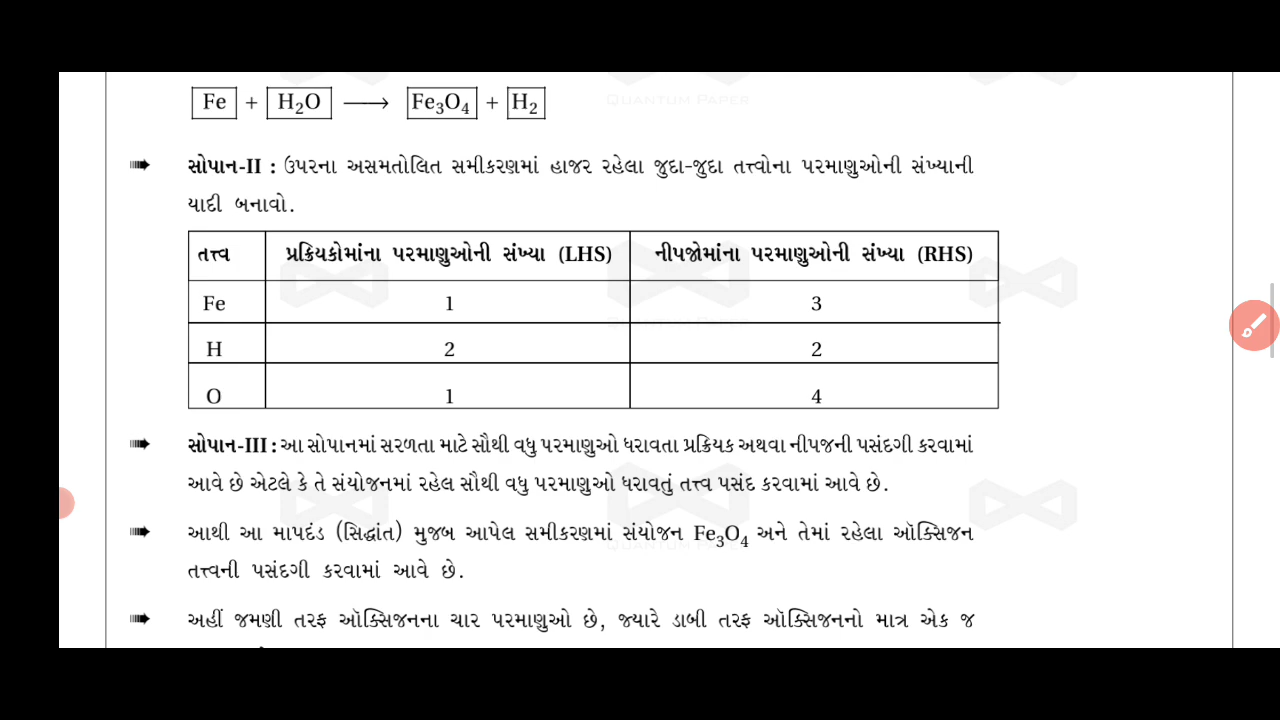 Fe + H₂O ⟶ Fe₃O₄ + H₂
QUANTUM PAPER
➠ સોપાન-II : ઉપરના અસમતોલિત સમીકરણમાં હાજર રહેલા જુદા-જુદા તત્ત્વોના પરમાણુઓની સંખ્યાની
યાદી બનાવો.
તત્ત્વ પ્રક્રિયકોમાંના પરમાણુઓની સંખ્યા (LHS) નીપજોમાંના પરમાણુઓની સંખ્યા (RHS)
Fe 1 3
H 2 2
O 1 4
➠ સોપાન-III : આ સોપાનમાં સરળતા માટે સૌથી વધુ પરમાણુઓ ધરાવતા પ્રક્રિયક અથવા નીપજની પસંદગી કરવામાં
આવે છે એટલે કે તે સંયોજનમાં રહેલ સૌથી વધુ પરમાણુઓ ધરાવતું તત્ત્વ પસંદ કરવામાં આવે છે.
➠ આથી આ માપદંડ (સિદ્ધાંત) મુજબ આપેલ સમીકરણમાં સંયોજન Fe₃O₄ અને તેમાં રહેલા ઑક્સિજન
તત્ત્વની પસંદગી કરવામાં આવે છે.
➠ અહીં જમણી તરફ ઑક્સિજનના ચાર પરમાણુઓ છે, જ્યારે ડાબી તરફ ઑક્સિજનનો માત્ર એક જ